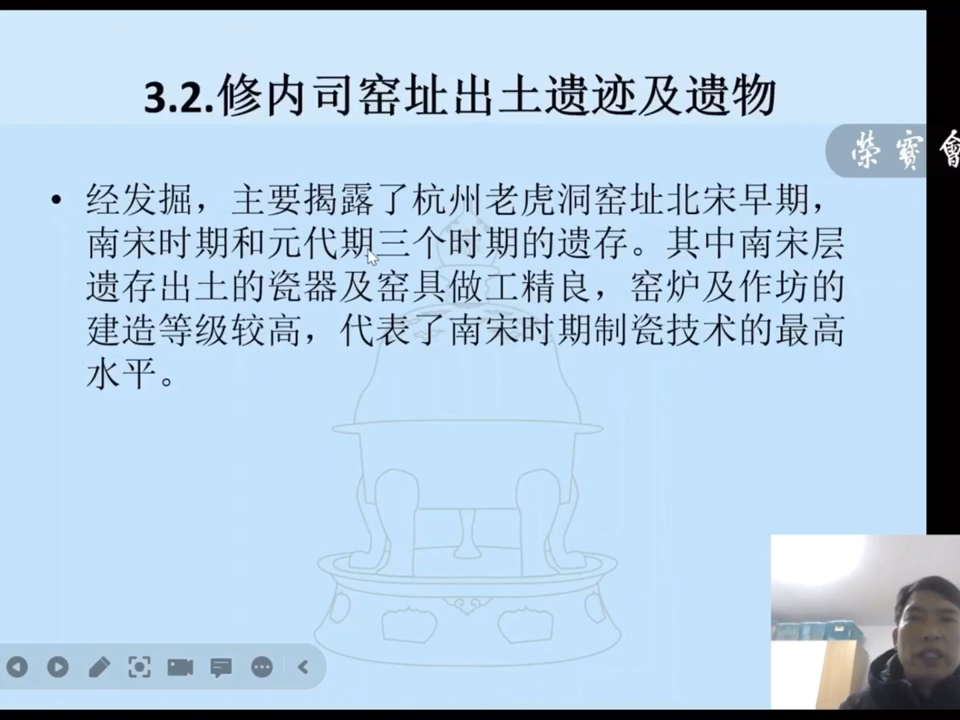 3.2.修内司窑址出土遗迹及遗物
榮寳會
• 经发掘，主要揭露了杭州老虎洞窑址北宋早期，
南宋时期和元代期三个时期的遗存。其中南宋层
遗存出土的瓷器及窑具做工精良，窑炉及作坊的
建造等级较高，代表了南宋时期制瓷技术的最高
水平。